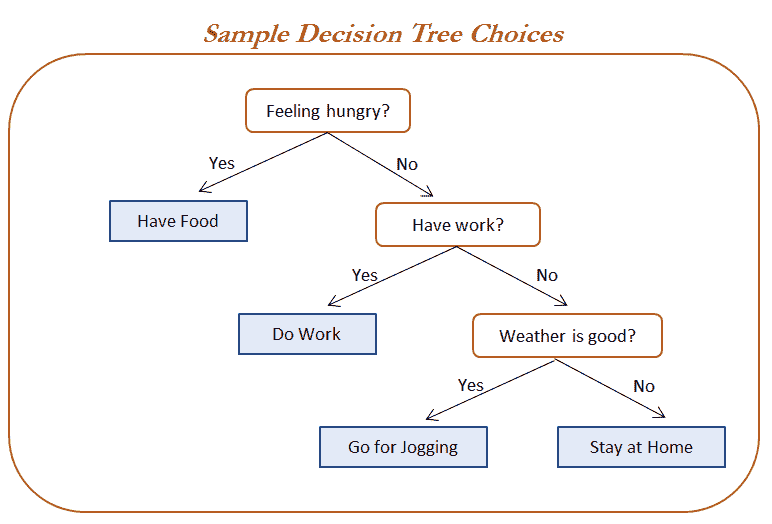 Sample Decision Tree Choices
Feeling hungry?
Yes
No
Have Food
Have work?
Yes
No
Do Work
Weather is good?
Yes
No
Go for Jogging
Stay at Home